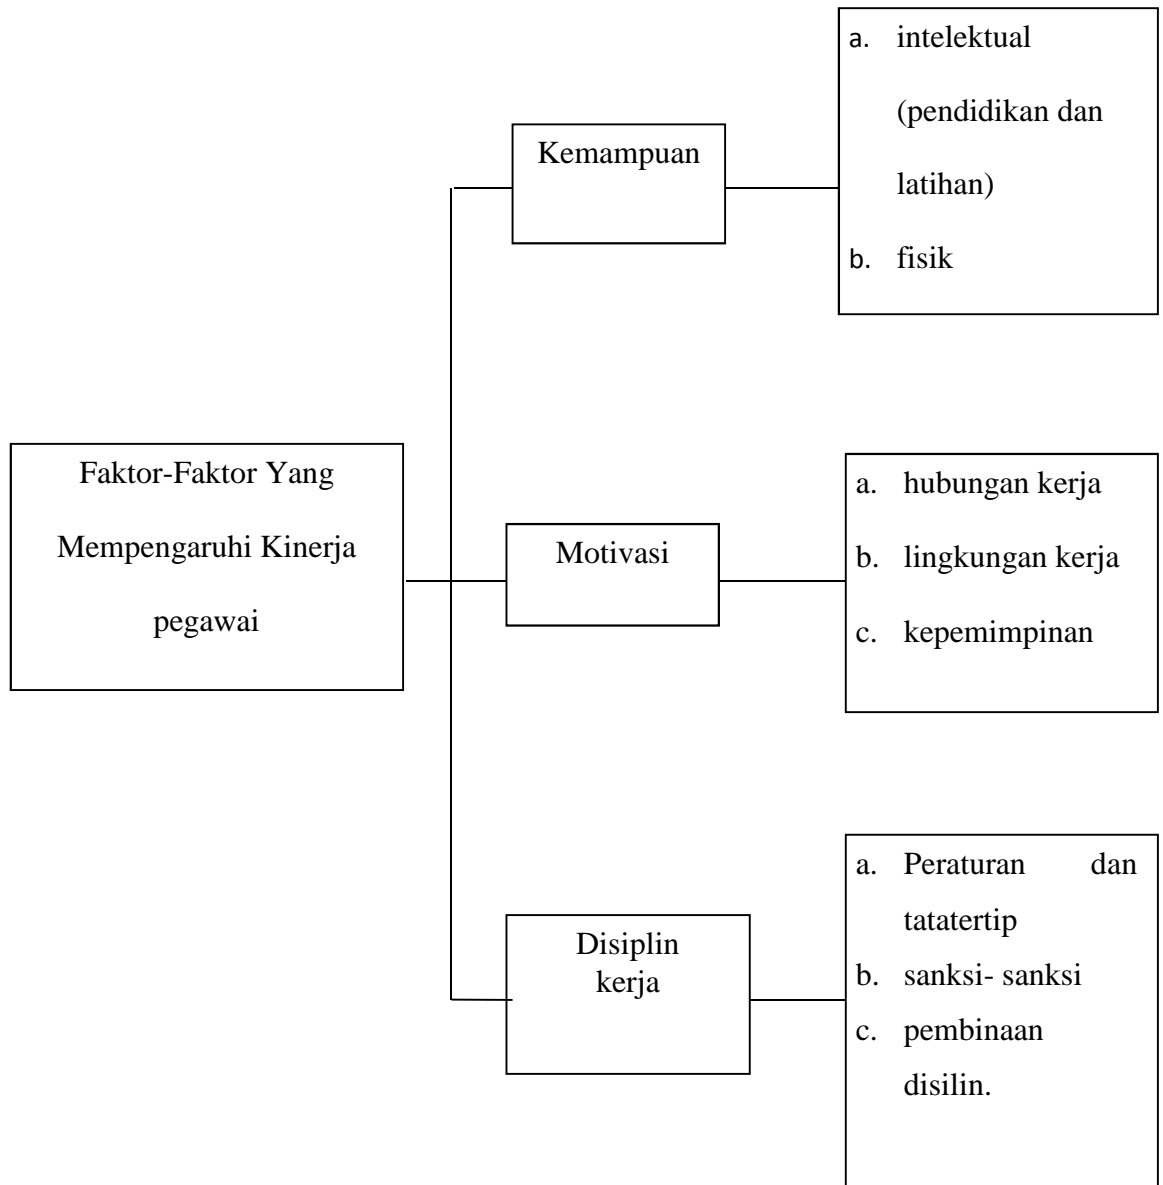 a. intelektual
(pendidikan dan
latihan)
b. fisik
Kemampuan
Faktor-Faktor Yang
Mempengaruhi Kinerja
pegawai
Motivasi
a. hubungan kerja
b. lingkungan kerja
c. kepemimpinan
Disiplin
kerja
a. Peraturan dan
tatatertip
b. sanksi- sanksi
c. pembinaan
disilin.